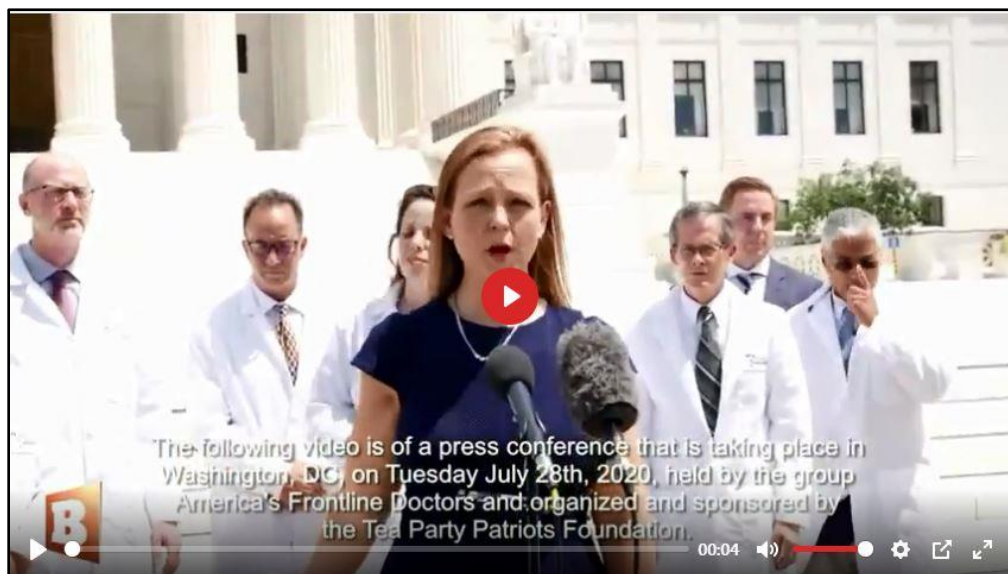 The following video is of a press conference that is taking place in
Washington, DC, on Tuesday July 28th, 2020, held by the group
America's Frontline Doctors and organized and sponsored by
the Tea Party Patriots Foundation.
B
00:04